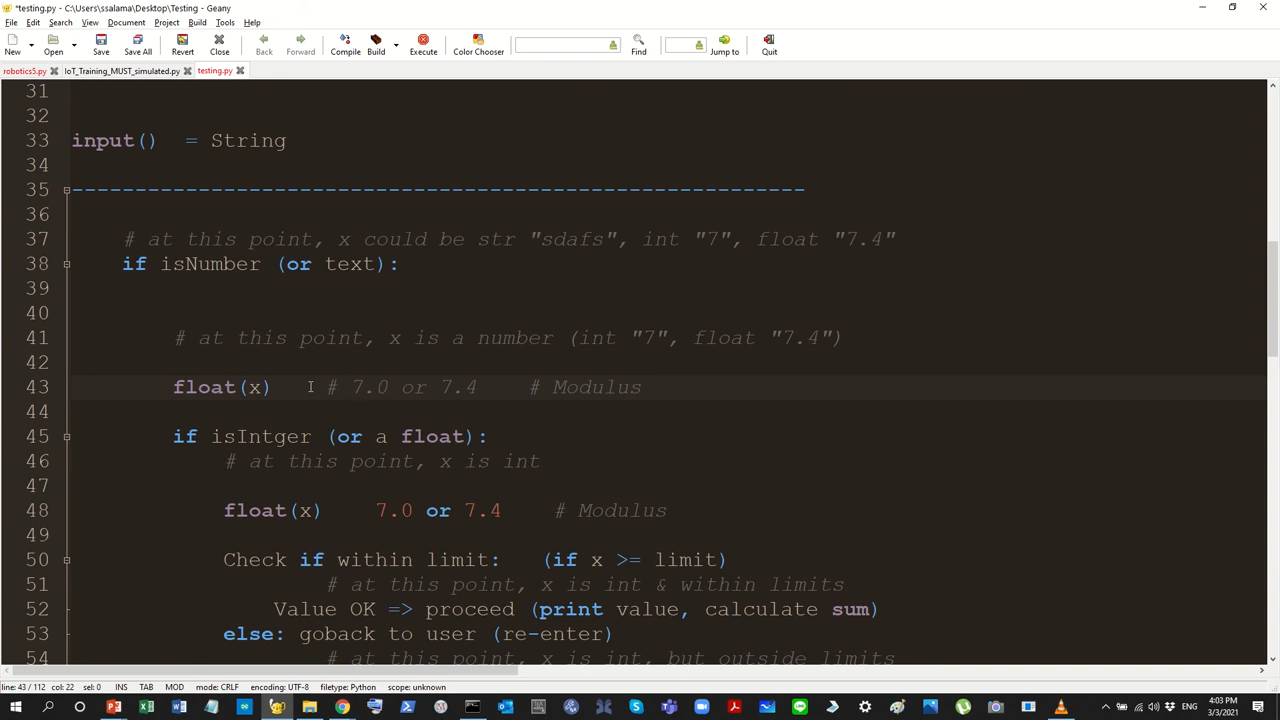 *testing.py - C:\Users\ssalama\Desktop\Testing - Geany
File Edit Search View Document Project Build Tools Help
New Open Save Save All Revert Close Back Forward Compile Build Execute Color Chooser Find Jump to Quit
robotics5.py IoT_Training_MUST_simulated.py testing.py
31
32
33 input() = String
34
35 ----------------------------------------------------------
36
37 # at this point, x could be str "sdafs", int "7", float "7.4"
38 if isNumber (or text):
39
40
41 # at this point, x is a number (int "7", float "7.4")
42
43 float(x) # 7.0 or 7.4 # Modulus
44
45 if isIntger (or a float):
46 # at this point, x is int
47
48 float(x) 7.0 or 7.4 # Modulus
49
50 Check if within limit: (if x >= limit)
51 # at this point, x is int & within limits
52 Value OK => proceed (print value, calculate sum)
53 else: goback to user (re-enter)
54 # at this point, x is int, but outside limits
line: 43 / 112 col: 22 sel: 0 INS TAB MOD mode: CRLF encoding: UTF-8 filetype: Python scope: unknown
4:03 PM
ENG
3/3/2021